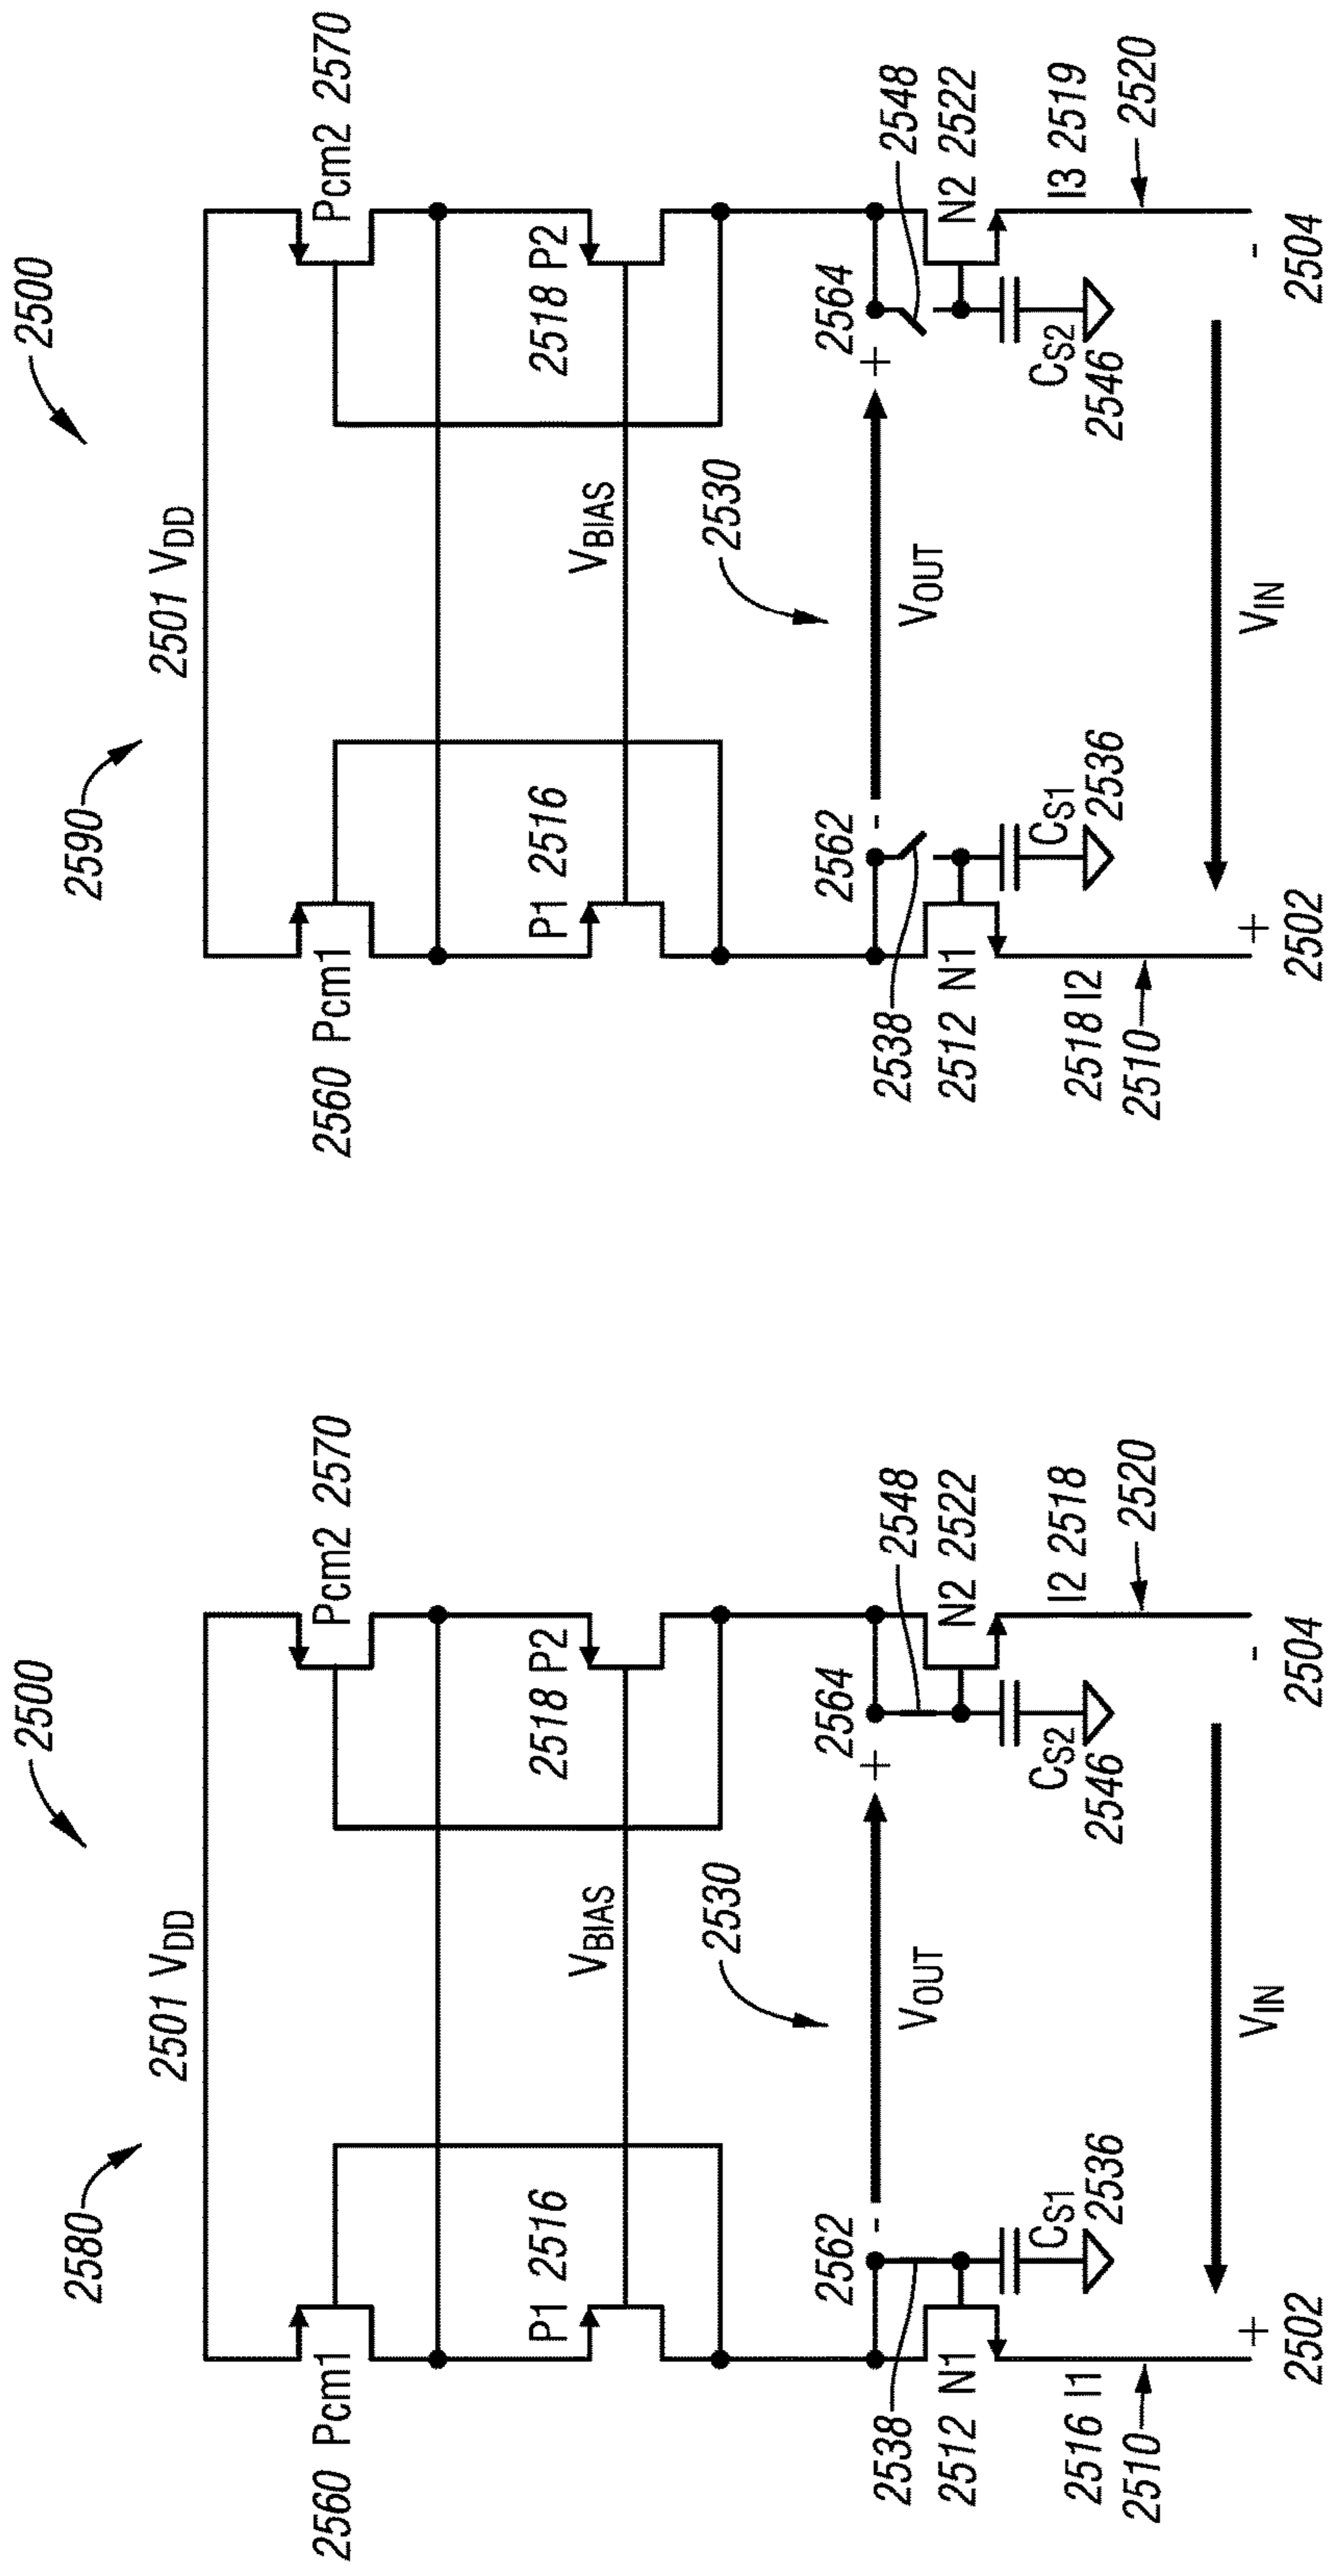 2500
2580
2501 VDD
2560 Pcm1
Pcm2 2570
P1 2516
2518 P2
VBIAS
2530
2562
-
+
2564
VOUT
2538
2548
2512 N1
N2 2522
CS1
2536
CS2
2546
2516 I1
I2 2518
2510
2520
+
-
VIN
2502
2504
2500
2590
2501 VDD
2560 Pcm1
Pcm2 2570
P1 2516
2518 P2
VBIAS
2530
2562
-
+
2564
VOUT
2538
2548
2512 N1
N2 2522
CS1
2536
CS2
2546
2518 I2
I3 2519
2510
2520
+
-
VIN
2502
2504